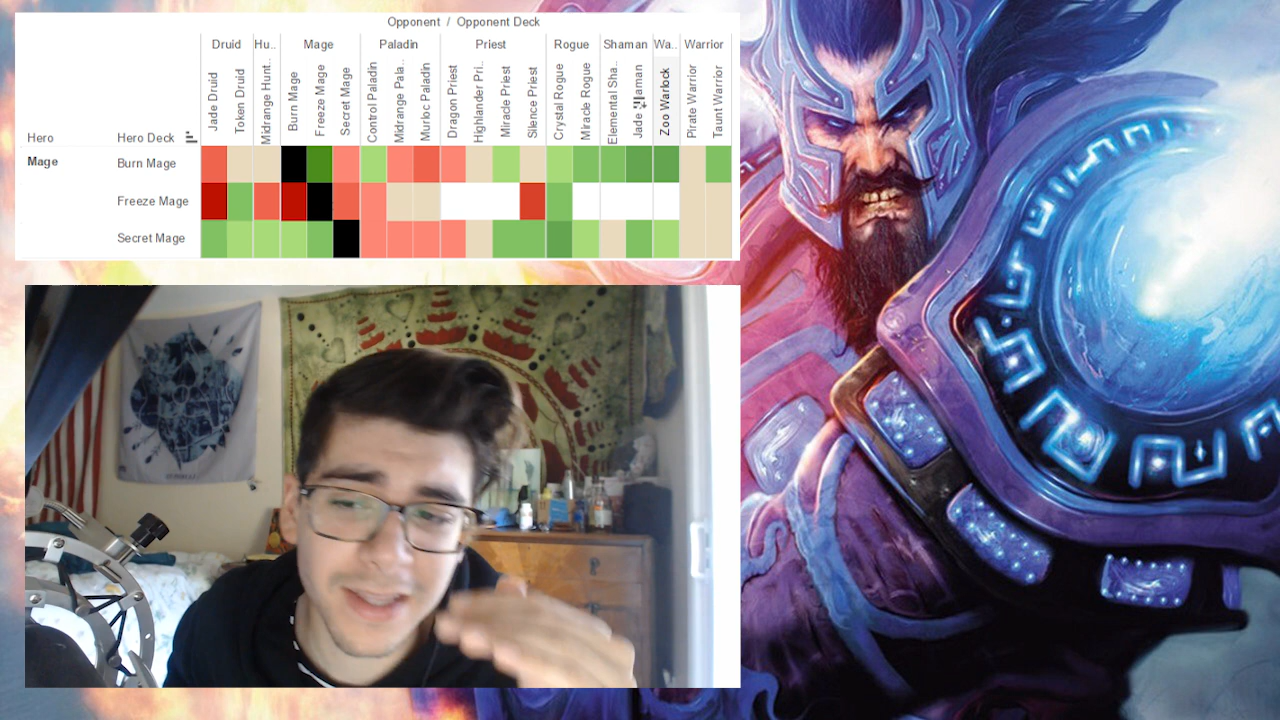 Opponent / Opponent Deck
Druid Hu.. Mage Paladin Priest Rogue Shaman Wa.. Warrior
Jade Druid
Token Druid
Midrange Hunt..
Burn Mage
Freeze Mage
Secret Mage
Control Paladin
Midrange Pala..
Murloc Paladin
Dragon Priest
Highlander Pri..
Miracle Priest
Silence Priest
Crystal Rogue
Miracle Rogue
Elemental Sha..
Jade
Zoo Warlock
Pirate Warrior
Taunt Warrior
Hero Hero Deck
Mage Burn Mage
Freeze Mage
Secret Mage